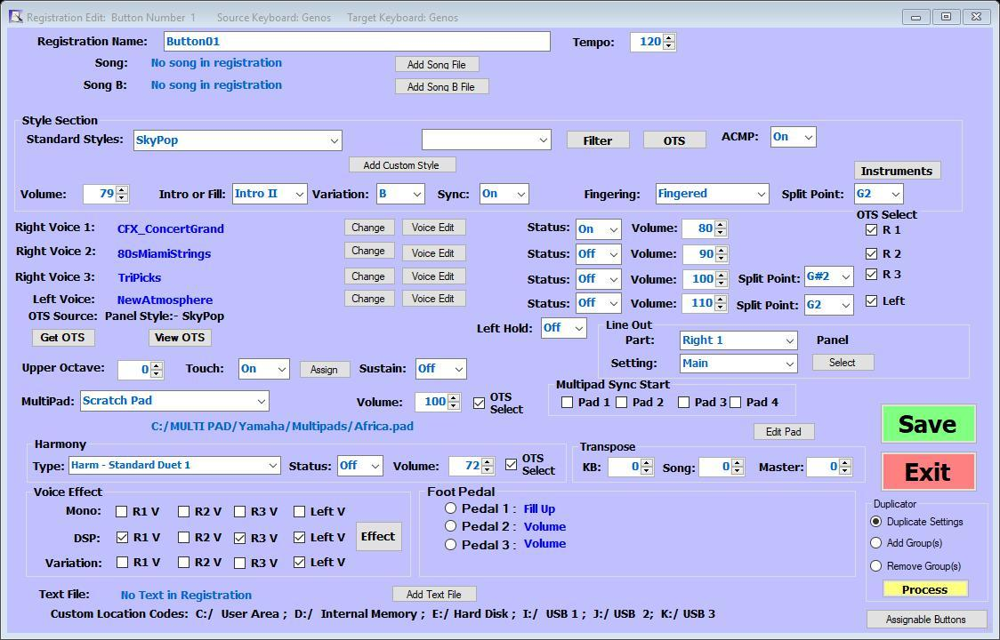 Registration Edit:  Button Number  1      Source Keyboard: Genos    Target Keyboard: Genos
Registration Name: Button01 Tempo: 120
Song: No song in registration Add Song File
Song B: No song in registration Add Song B File
Style Section
Standard Styles: SkyPop Filter OTS ACMP: On
Add Custom Style Instruments
Volume: 79 Intro or Fill: Intro II Variation: B Sync: On Fingering: Fingered Split Point: G2
OTS Select
Right Voice 1: CFX_ConcertGrand Change Voice Edit Status: On Volume: 80 R 1
Right Voice 2: 80sMiamiStrings Change Voice Edit Status: Off Volume: 90 R 2
Right Voice 3: TriPicks Change Voice Edit Status: Off Volume: 100 Split Point: G#2 R 3
Left Voice: NewAtmosphere Change Voice Edit Status: Off Volume: 110 Split Point: G2 Left
OTS Source: Panel Style:- SkyPop
Left Hold: Off
Get OTS View OTS
Line Out
Part: Right 1 Panel
Setting: Main Select
Upper Octave: 0 Touch: On Assign Sustain: Off
MultiPad: Scratch Pad Volume: 100 OTS Select
Multipad Sync Start
Pad 1 Pad 2 Pad 3 Pad 4
C:/MULTI PAD/Yamaha/Multipads/Africa.pad
Edit Pad
Save
Harmony
Type: Harm - Standard Duet 1 Status: Off Volume: 72 OTS Select
Transpose
KB: 0 Song: 0 Master: 0
Exit
Voice Effect
Mono: R1 V R2 V R3 V Left V
DSP: R1 V R2 V R3 V Left V Effect
Variation: R1 V R2 V R3 V Left V
Foot Pedal
Pedal 1 : Fill Up
Pedal 2 : Volume
Pedal 3 : Volume
Duplicator
Duplicate Settings
Add Group(s)
Remove Group(s)
Process
Text File: No Text in Registration Add Text File
Custom Location Codes:  C:/  User Area ;  D:/  Internal Memory ;  E:/ Hard Disk ;  I:/  USB 1 ;  J:/ USB  2;  K:/ USB 3
Assignable Buttons